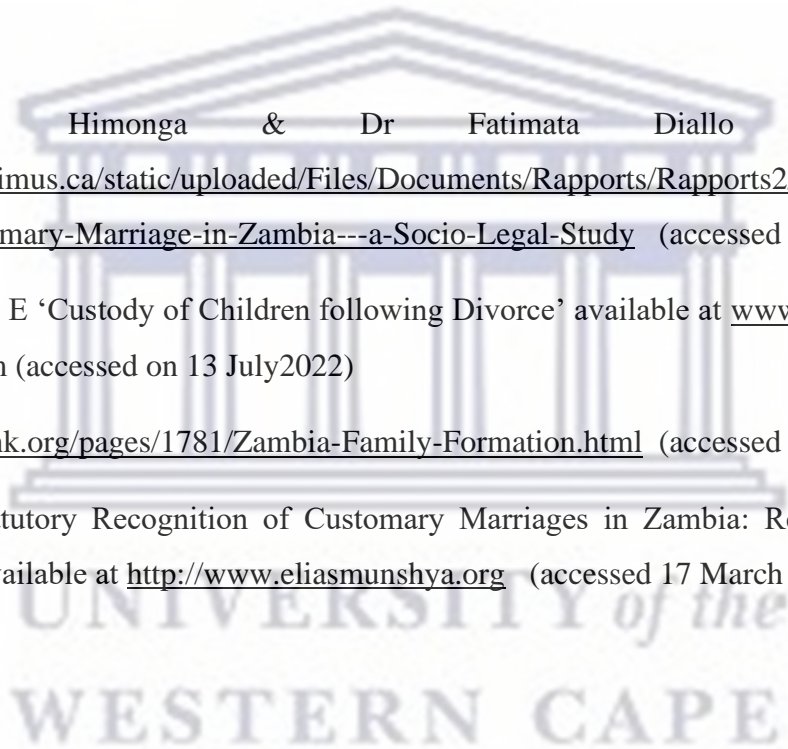 Himonga & Dr Fatimata Diallo
imus.ca/static/uploaded/Files/Documents/Rapports/Rapports2
mary-Marriage-in-Zambia---a-Socio-Legal-Study (accessed
E ‘Custody of Children following Divorce’ available at www
(accessed on 13 July2022)
k.org/pages/1781/Zambia-Family-Formation.html (accessed
tutory Recognition of Customary Marriages in Zambia: R
ailable at http://www.eliasmunshya.org (accessed 17 March
UNIVERSITY of the
WESTERN CAPE